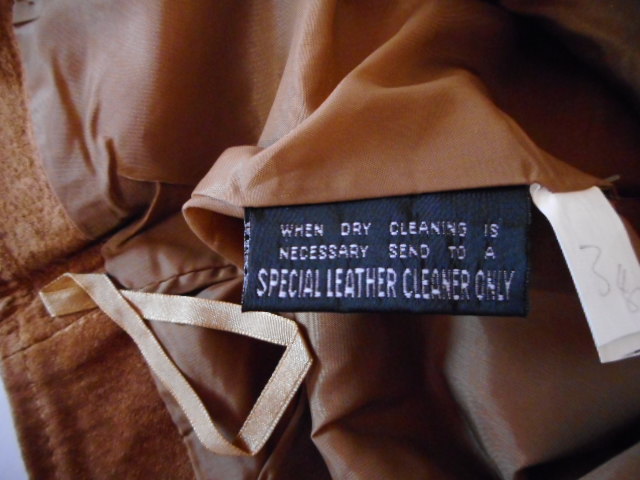 WHEN DRY CLEANING IS
NECESSARY SEND TO A
SPECIAL LEATHER CLEANER ONLY